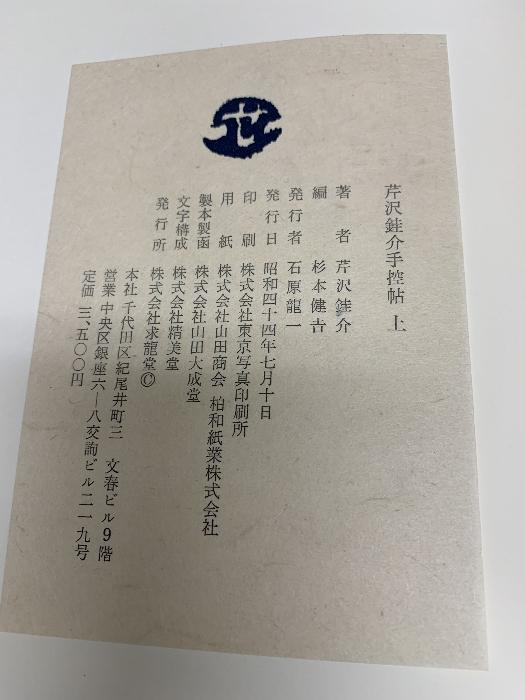 芹沢銈介手控帖 上
著者 芹沢銈介
編 杉本健𠮷
発行者 石原龍一
発行日 昭和四十四年七月十日
印刷 株式会社東京写真印刷所
用紙 株式会社山田商会 柏和紙業株式会社
製本製函 株式会社山田大成堂
文字構成 株式会社精美堂
発行所 株式会社求龍堂©
本社 千代田区紀尾井町三 文春ビル9階
営業 中央区銀座六—八交詢ビル二一九号
定価 三、五〇〇円